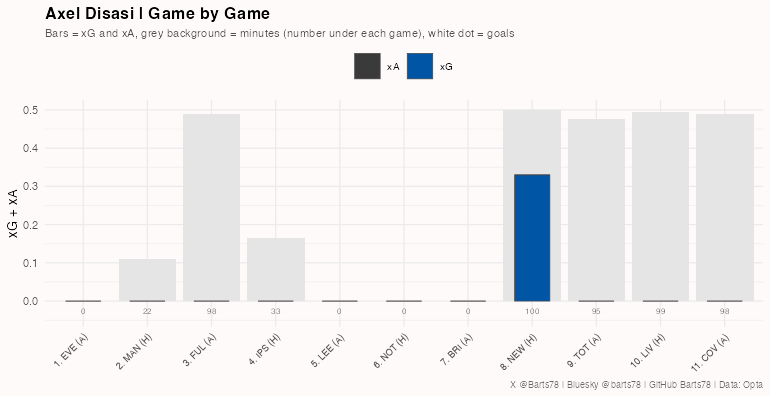 Axel Disasi | Game by Game
Bars = xG and xA, grey background = minutes (number under each game), white dot = goals
xA xG
xG + xA
0.5
0.4
0.3
0.2
0.1
0.0
0 22 98 33 0 0 0 100 95 99 98
1. EVE (A)
2. MAN (H)
3. FUL (A)
4. IPS (H)
5. LEE (A)
6. NOT (H)
7. BRI (A)
8. NEW (H)
9. TOT (A)
10. LIV (H)
11. COV (A)
X @Barts78 | Bluesky @barts78 | GitHub Barts78 | Data: Opta